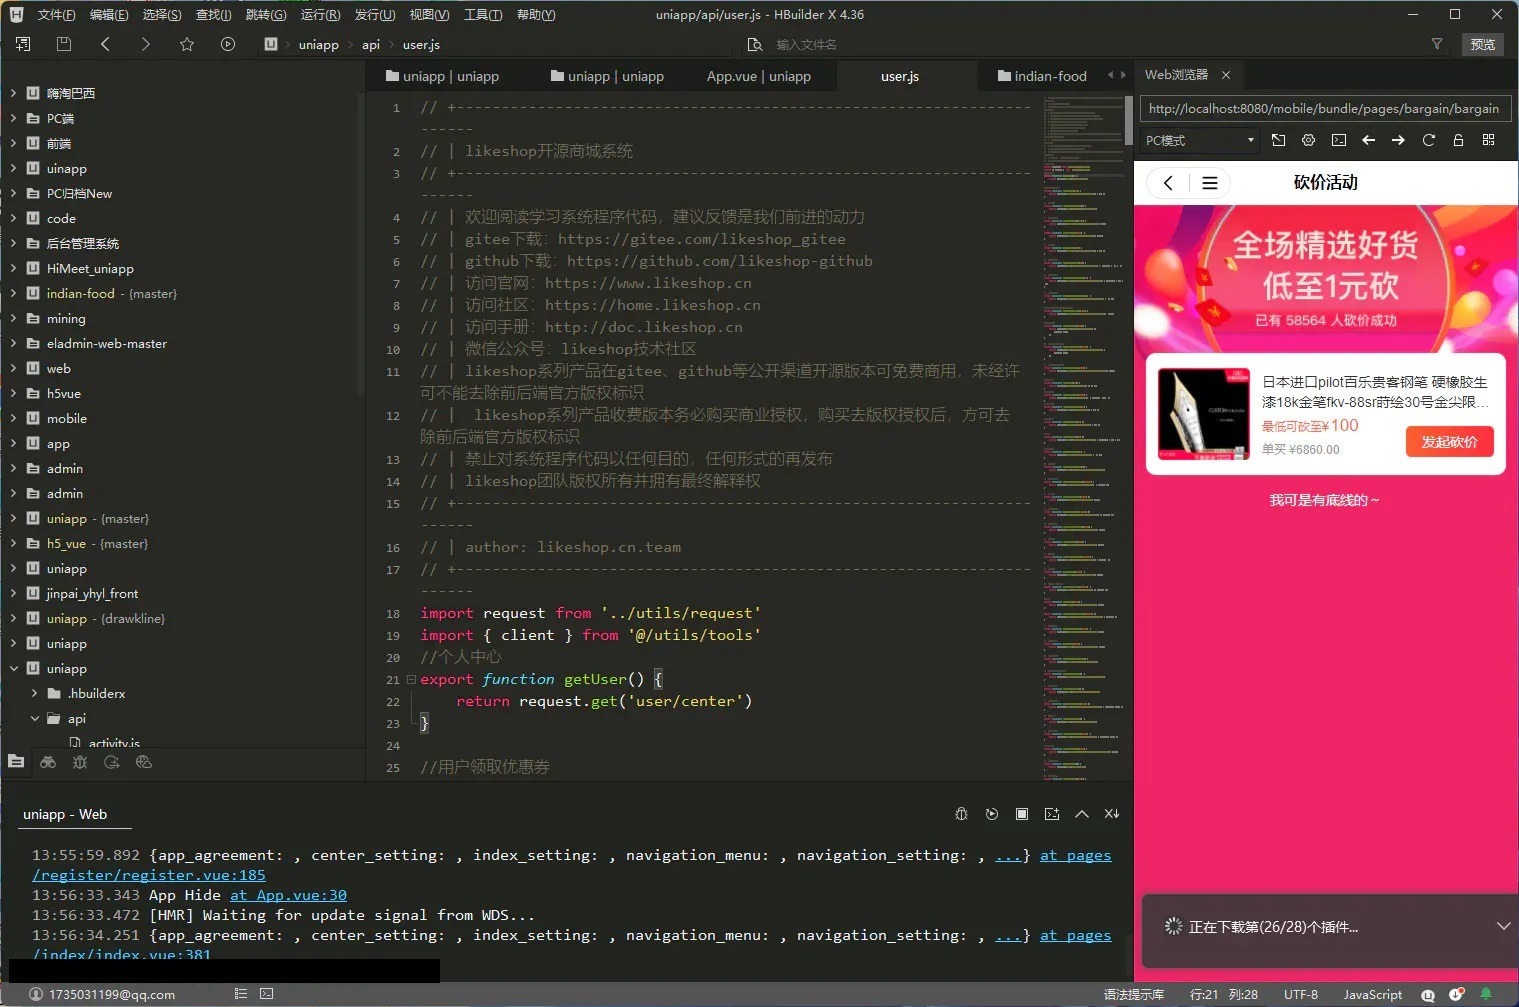 文件(F) 编辑(E) 选择(S) 查找(I) 跳转(G) 运行(R) 发行(U) 视图(V) 工具(T) 帮助(Y) uniapp/api/user.js - HBuilder X 4.36
uniapp api user.js 输入文件名 预览
嗨淘巴西
PC端
前端
uinapp
PC归档New
code
后台管理系统
HiMeet_uniapp
indian-food - {master}
mining
eladmin-web-master
web
h5vue
mobile
app
admin
admin
uniapp - {master}
h5_vue - {master}
uniapp
jinpai_yhyl_front
uniapp - {drawkline}
uniapp
uniapp
.hbuilderx
api
activity.js
uniapp | uniapp uniapp | uniapp App.vue | uniapp user.js indian-food
1 // +----------------------------------------------------------------
------
2 // | likeshop开源商城系统
3 // +----------------------------------------------------------------
------
4 // | 欢迎阅读学习系统程序代码，建议反馈是我们前进的动力
5 // | gitee下载：https://gitee.com/likeshop_gitee
6 // | github下载：https://github.com/likeshop-github
7 // | 访问官网：https://www.likeshop.cn
8 // | 访问社区：https://home.likeshop.cn
9 // | 访问手册：http://doc.likeshop.cn
10 // | 微信公众号：likeshop技术社区
11 // | likeshop系列产品在gitee、github等公开渠道开源版本可免费商用，未经许
可不能去除前后端官方版权标识
12 // |  likeshop系列产品收费版本务必购买商业授权，购买去版权授权后，方可去
除前后端官方版权标识
13 // | 禁止对系统程序代码以任何目的，任何形式的再发布
14 // | likeshop团队版权所有并拥有最终解释权
15 // +----------------------------------------------------------------
------
16 // | author: likeshop.cn.team
17 // +----------------------------------------------------------------
------
18 import request from '../utils/request'
19 import { client } from '@/utils/tools'
20 //个人中心
21 export function getUser() {
22     return request.get('user/center')
23 }
24
25 //用户领取优惠券
Web浏览器
http://localhost:8080/mobile/bundle/pages/bargain/bargain
PC模式
砍价活动
全场精选好货
低至1元砍
已有 58564 人砍价成功
日本进口pilot百乐贵客钢笔 硬橡胶生
漆18k金笔fkv-88sr莳绘30号金尖限...
最低可砍至¥100
单买 ¥6860.00
发起砍价
我可是有底线的～
正在下载第(26/28)个插件...
uniapp - Web
13:55:59.892 {app_agreement: , center_setting: , index_setting: , navigation_menu: , navigation_setting: , ...} at pages
/register/register.vue:185
13:56:33.343 App Hide at App.vue:30
13:56:33.472 [HMR] Waiting for update signal from WDS...
13:56:34.251 {app_agreement: , center_setting: , index_setting: , navigation_menu: , navigation_setting: , ...} at pages
/index/index.vue:381
1735031199@qq.com 语法提示库 行:21 列:28 UTF-8 JavaScript